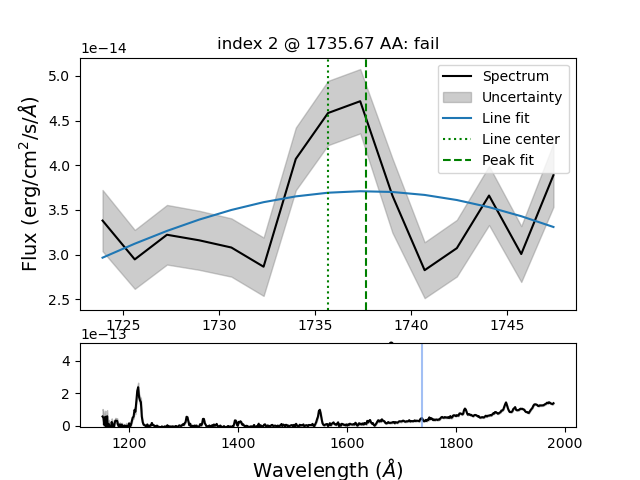 index 2 @ 1735.67 AA: fail
1e−14
5.0
4.5
4.0
3.5
3.0
2.5
Flux (erg/cm²/s/Å)
Spectrum
Uncertainty
Line fit
Line center
Peak fit
1725 1730 1735 1740 1745
1e−13
4
2
0
1200 1400 1600 1800 2000
Wavelength (Å)